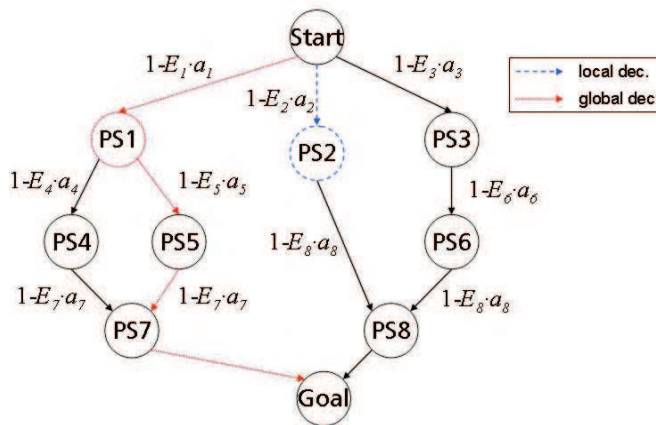 Start
1-E₁·a₁
1-E₃·a₃
1-E₂·a₂
local dec.
global dec
PS1
PS2
PS3
1-E₄·a₄
1-E₅·a₅
1-E₆·a₆
PS4
PS5
1-E₈·a₈
PS6
1-E₇·a₇
1-E₇·a₇
1-E₈·a₈
PS7
PS8
Goal